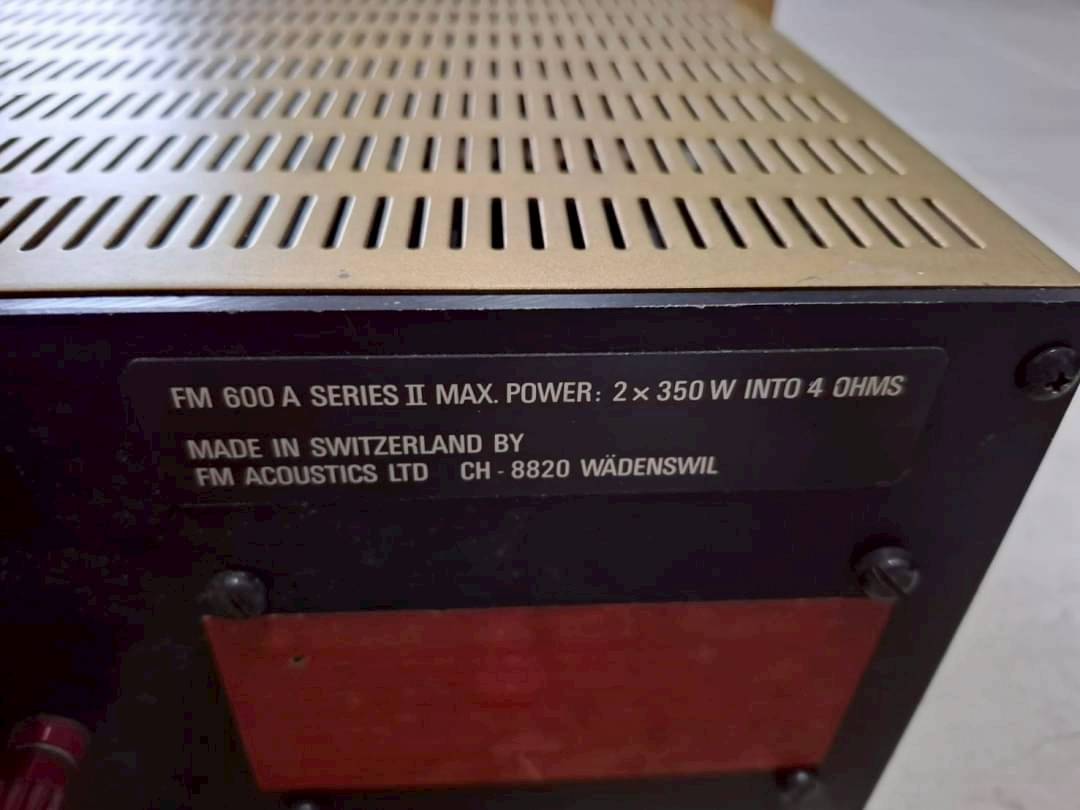 FM 600 A SERIES II MAX. POWER: 2 × 350 W INTO 4 OHMS
MADE IN SWITZERLAND BY
FM ACOUSTICS LTD CH - 8820 WÄDENSWIL